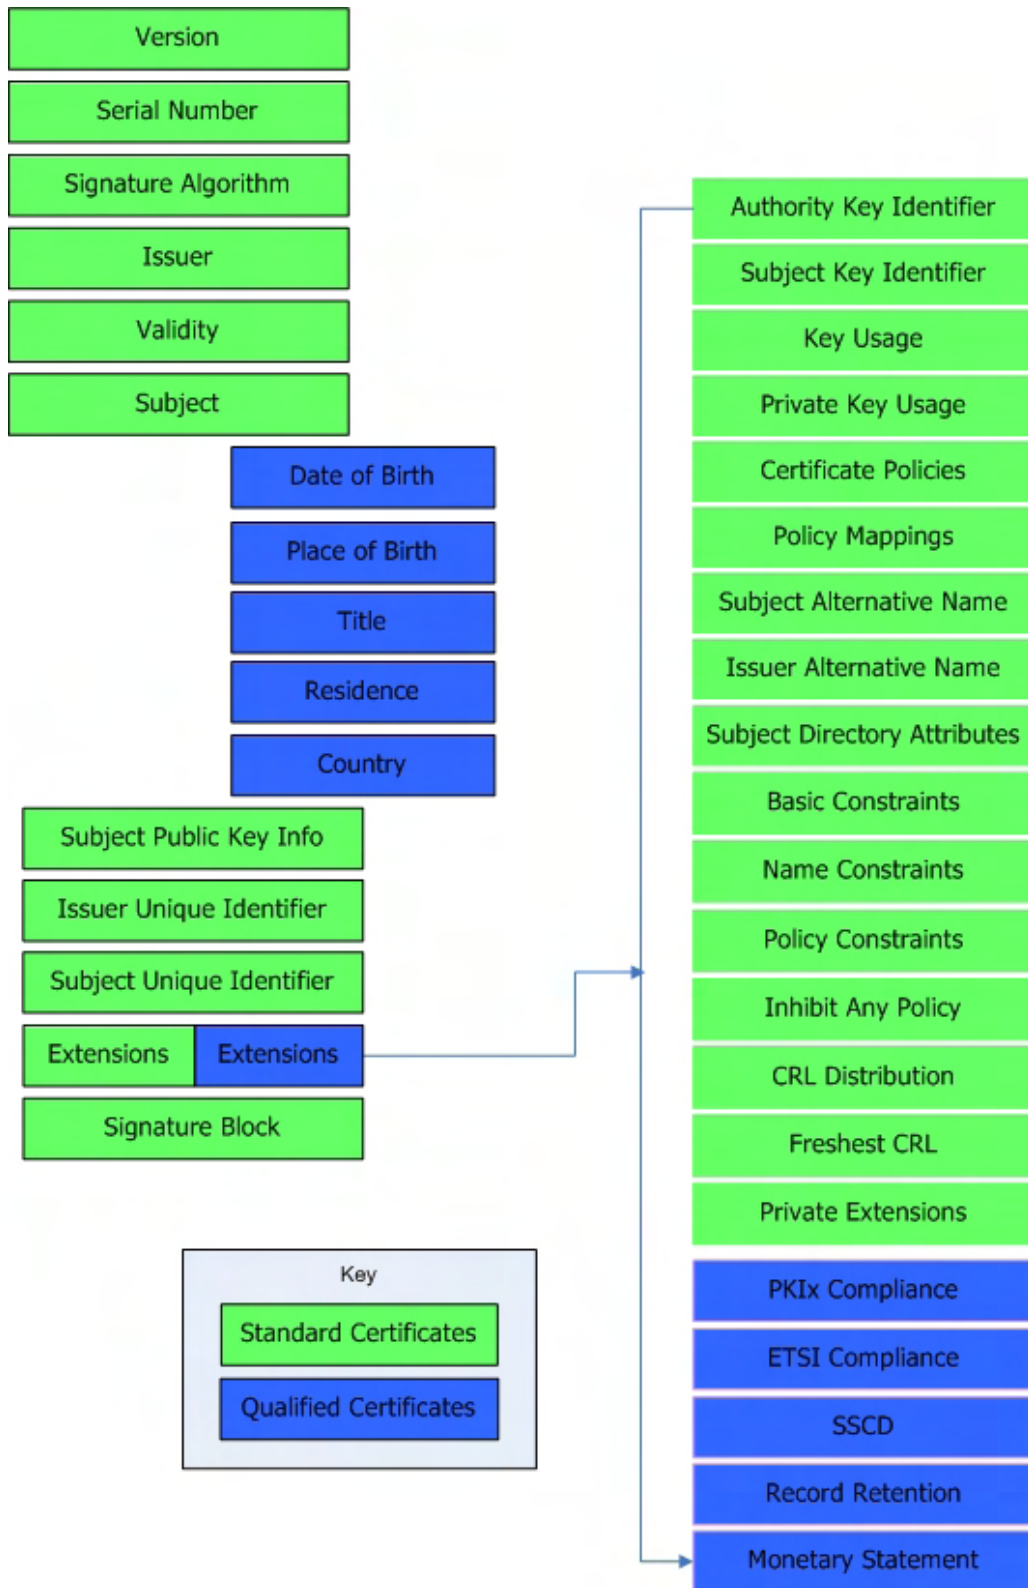 Version
Serial Number
Signature Algorithm
Issuer
Validity
Subject
Date of Birth
Place of Birth
Title
Residence
Country
Subject Public Key Info
Issuer Unique Identifier
Subject Unique Identifier
Extensions Extensions
Signature Block
Key
Standard Certificates
Qualified Certificates
Authority Key Identifier
Subject Key Identifier
Key Usage
Private Key Usage
Certificate Policies
Policy Mappings
Subject Alternative Name
Issuer Alternative Name
Subject Directory Attributes
Basic Constraints
Name Constraints
Policy Constraints
Inhibit Any Policy
CRL Distribution
Freshest CRL
Private Extensions
PKIx Compliance
ETSI Compliance
SSCD
Record Retention
Monetary Statement